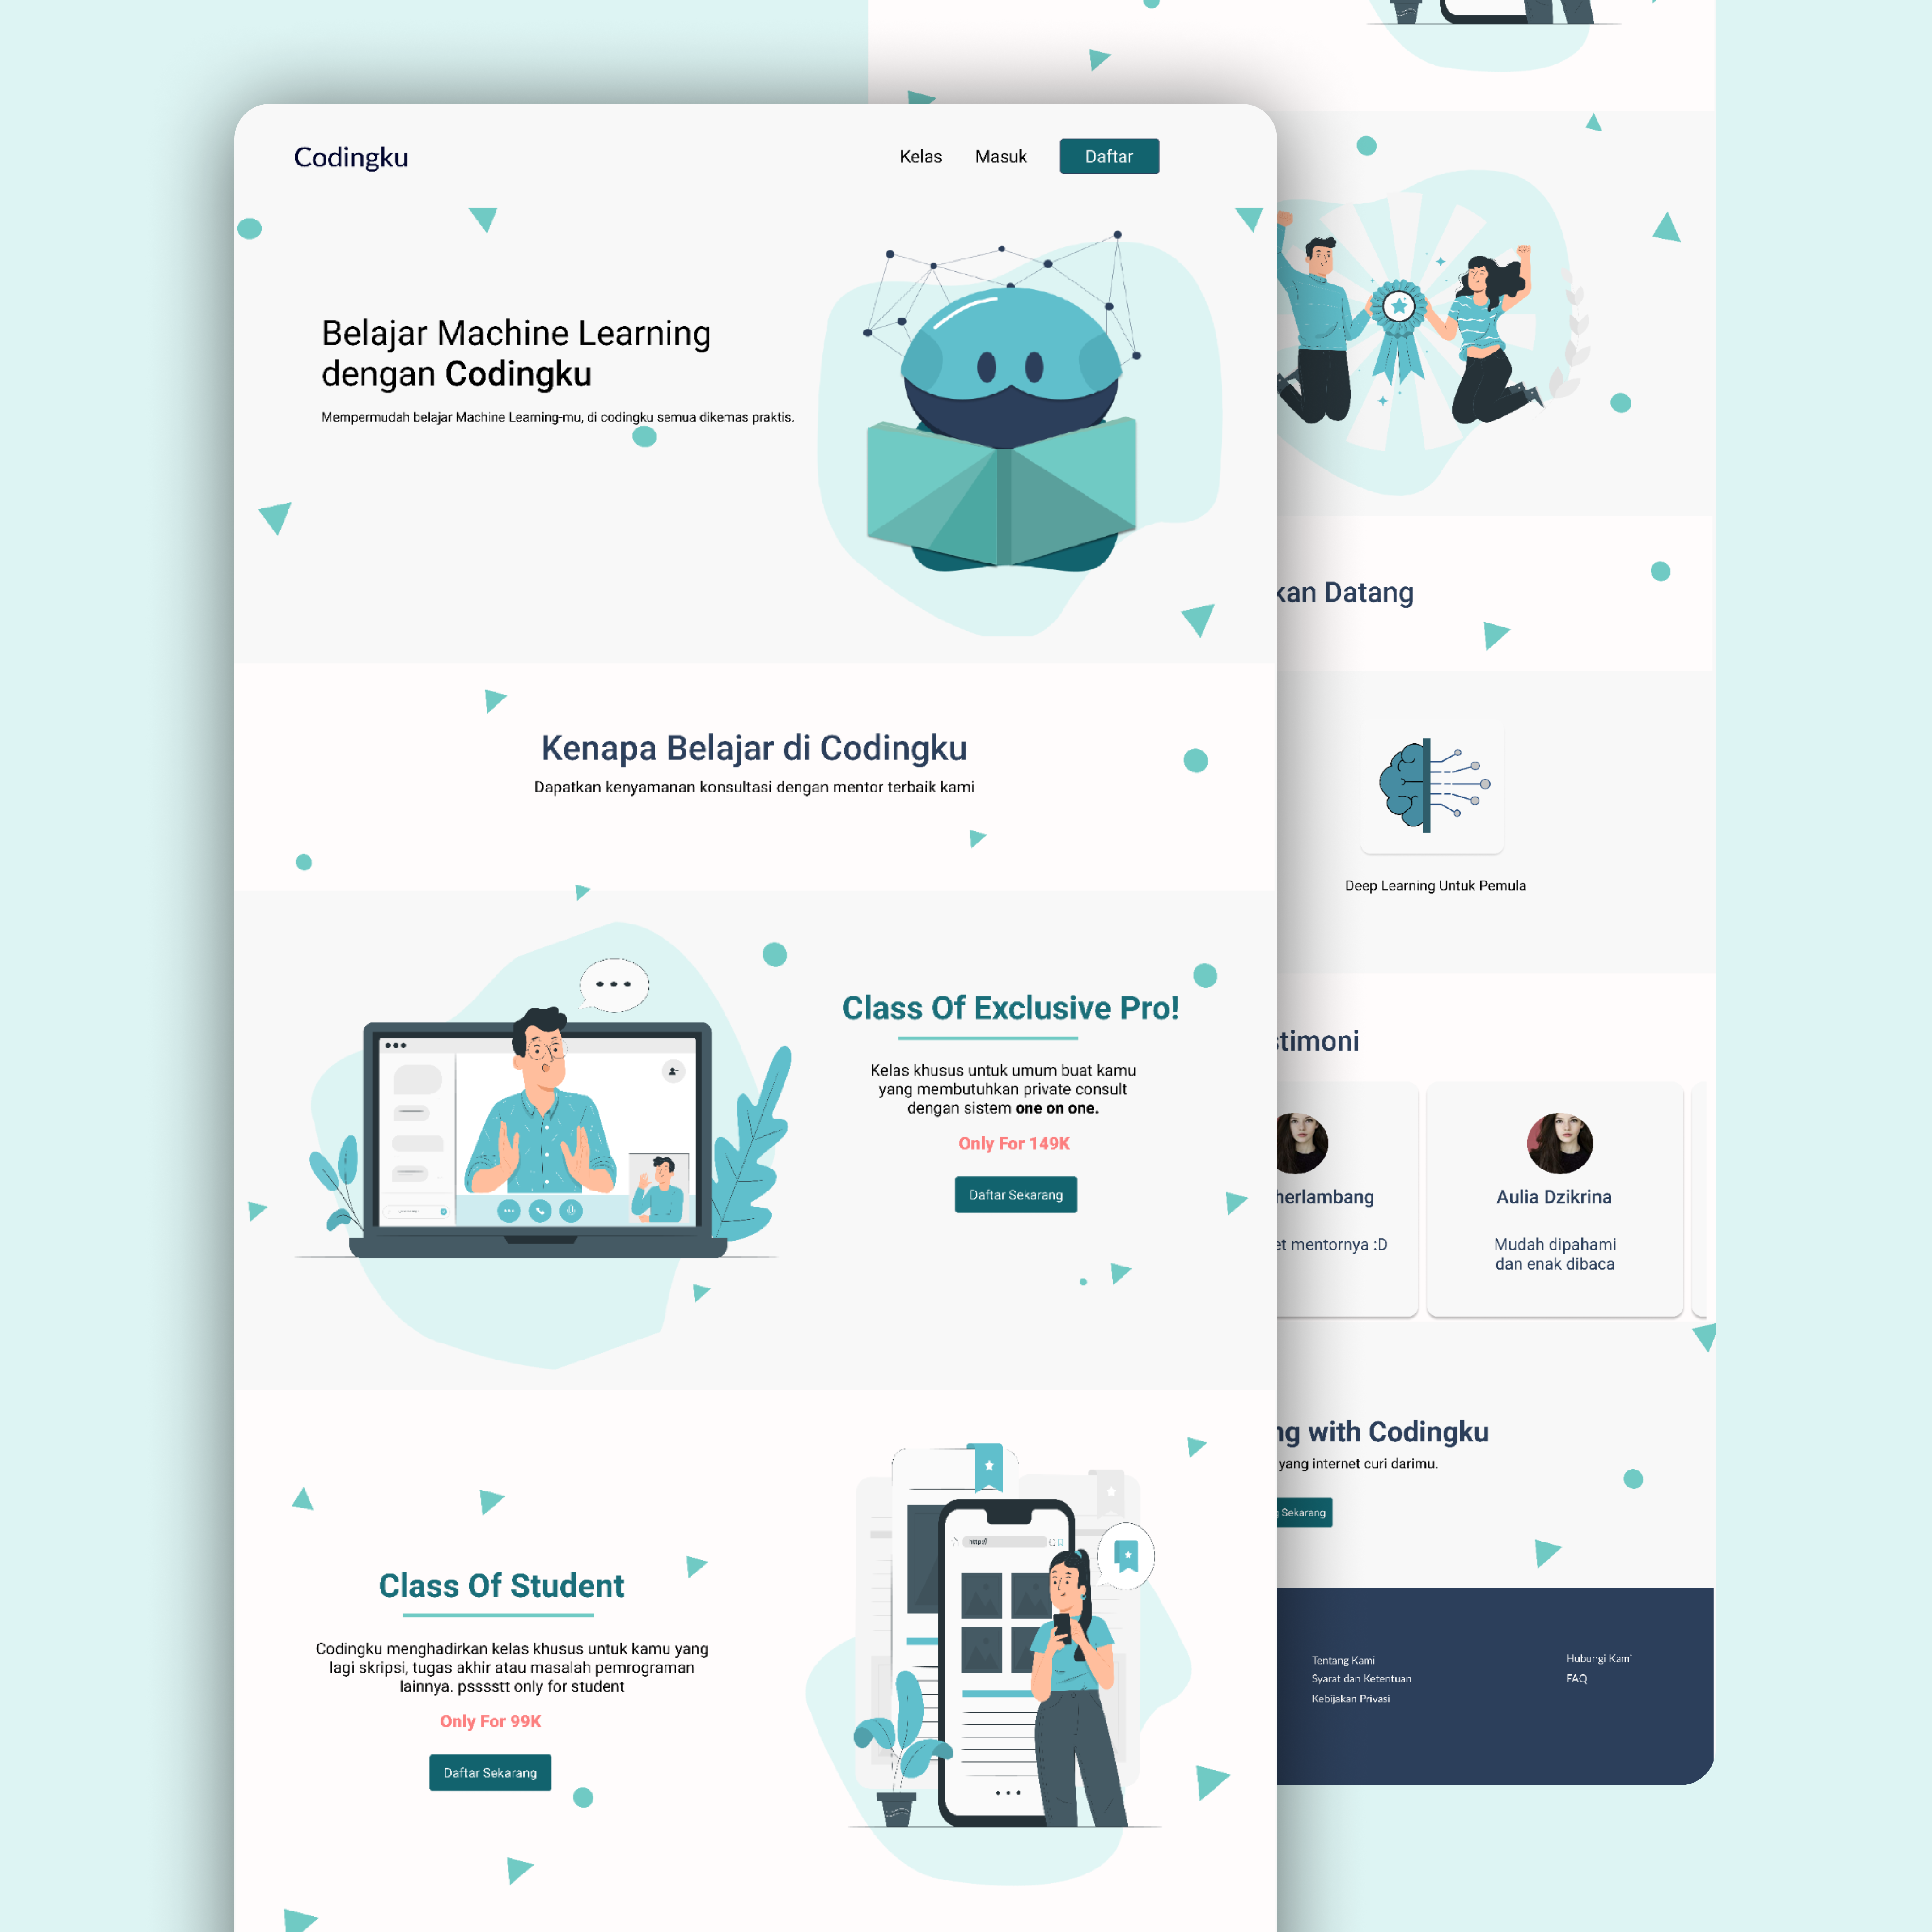 Codingku
Kelas
Masuk
Daftar
Belajar Machine Learning
dengan Codingku
Mempermudah belajar Machine Learning-mu, di codingku semua dikemas praktis.
Kenapa Belajar di Codingku
Dapatkan kenyamanan konsultasi dengan mentor terbaik kami
Class Of Exclusive Pro!
Kelas khusus untuk umum buat kamu
yang membutuhkan private consult
dengan sistem one on one.
Only For 149K
Daftar Sekarang
Class Of Student
Codingku menghadirkan kelas khusus untuk kamu yang
lagi skripsi, tugas akhir atau masalah pemrograman
lainnya. psssstt only for student
Only For 99K
Daftar Sekarang
http://
kan Datang
Deep Learning Untuk Pemula
stimoni
herlambang
et mentornya :D
Aulia Dzikrina
Mudah dipahami
dan enak dibaca
ng with Codingku
yang internet curi darimu.
Sekarang
Tentang Kami
Syarat dan Ketentuan
Kebijakan Privasi
Hubungi Kami
FAQ